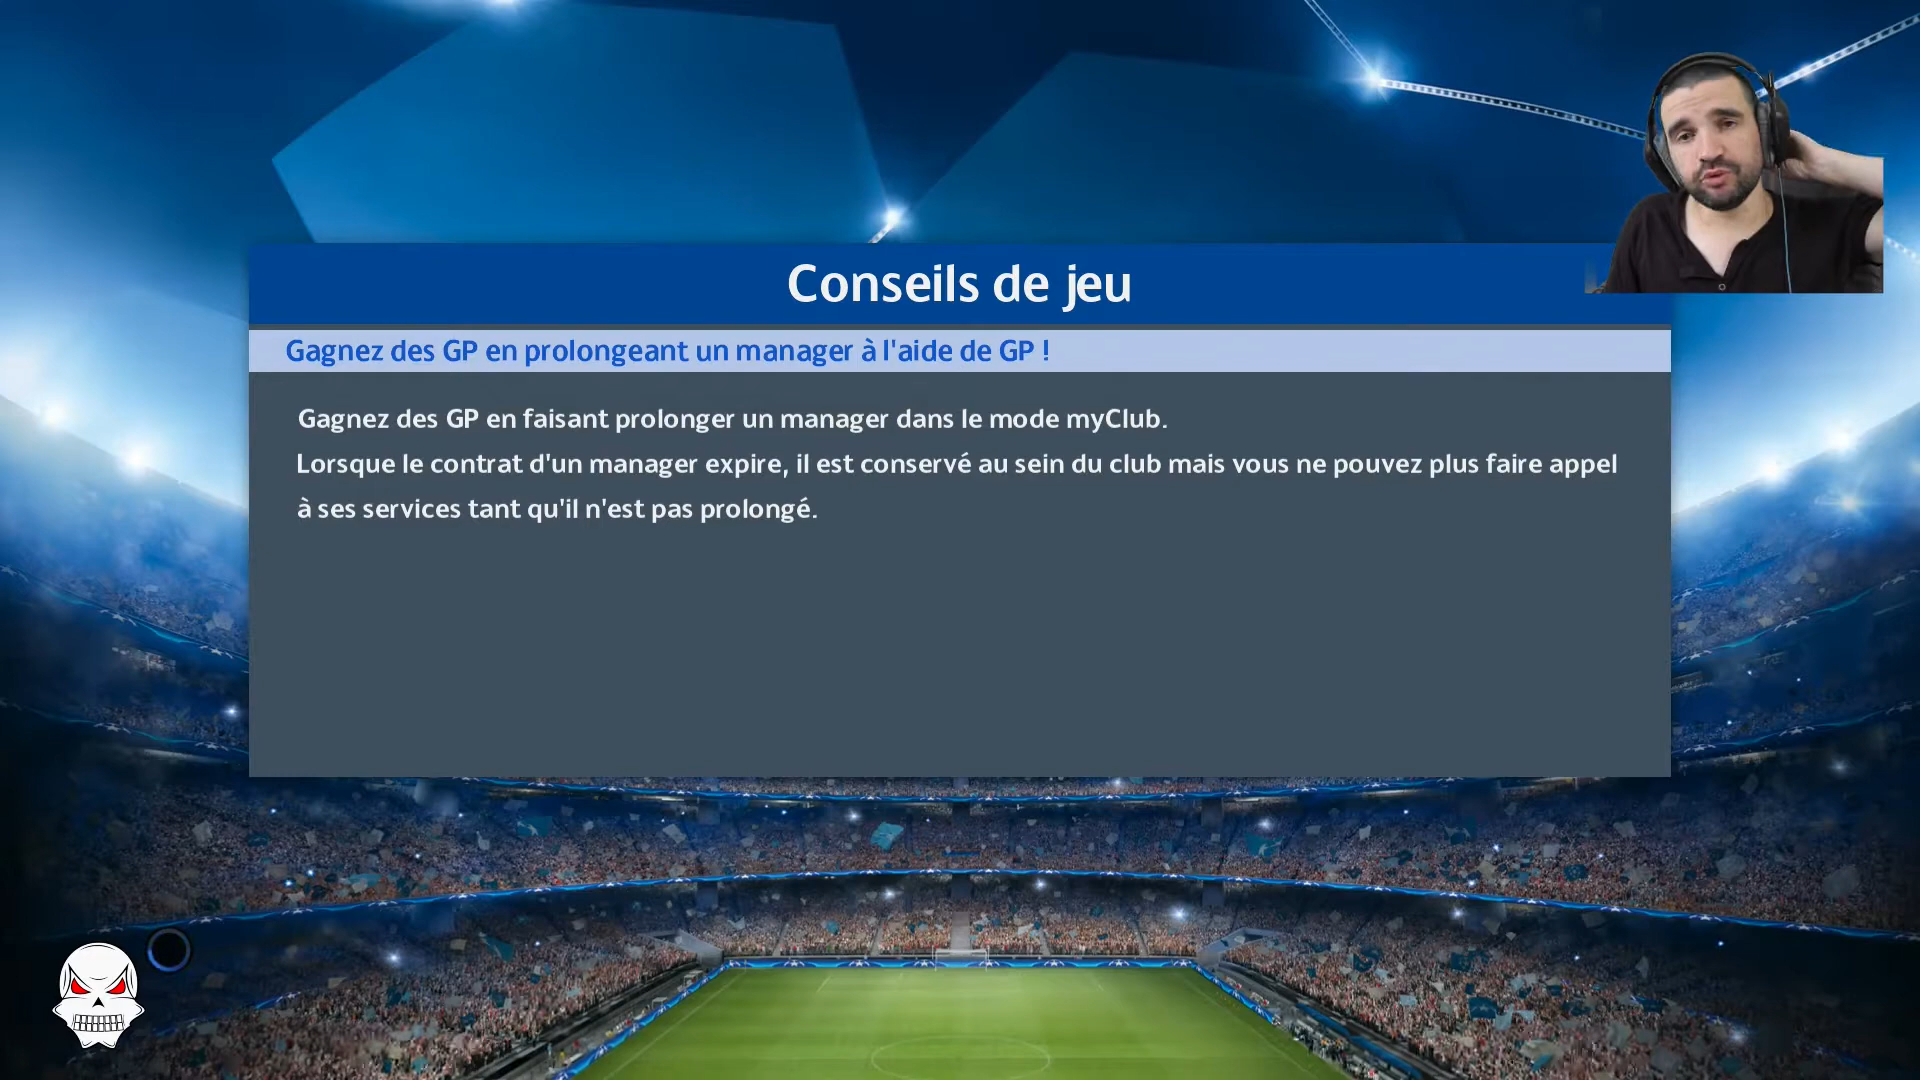 Conseils de jeu
Gagnez des GP en prolongeant un manager à l'aide de GP !
Gagnez des GP en faisant prolonger un manager dans le mode myClub.
Lorsque le contrat d'un manager expire, il est conservé au sein du club mais vous ne pouvez plus faire appel
à ses services tant qu'il n'est pas prolongé.